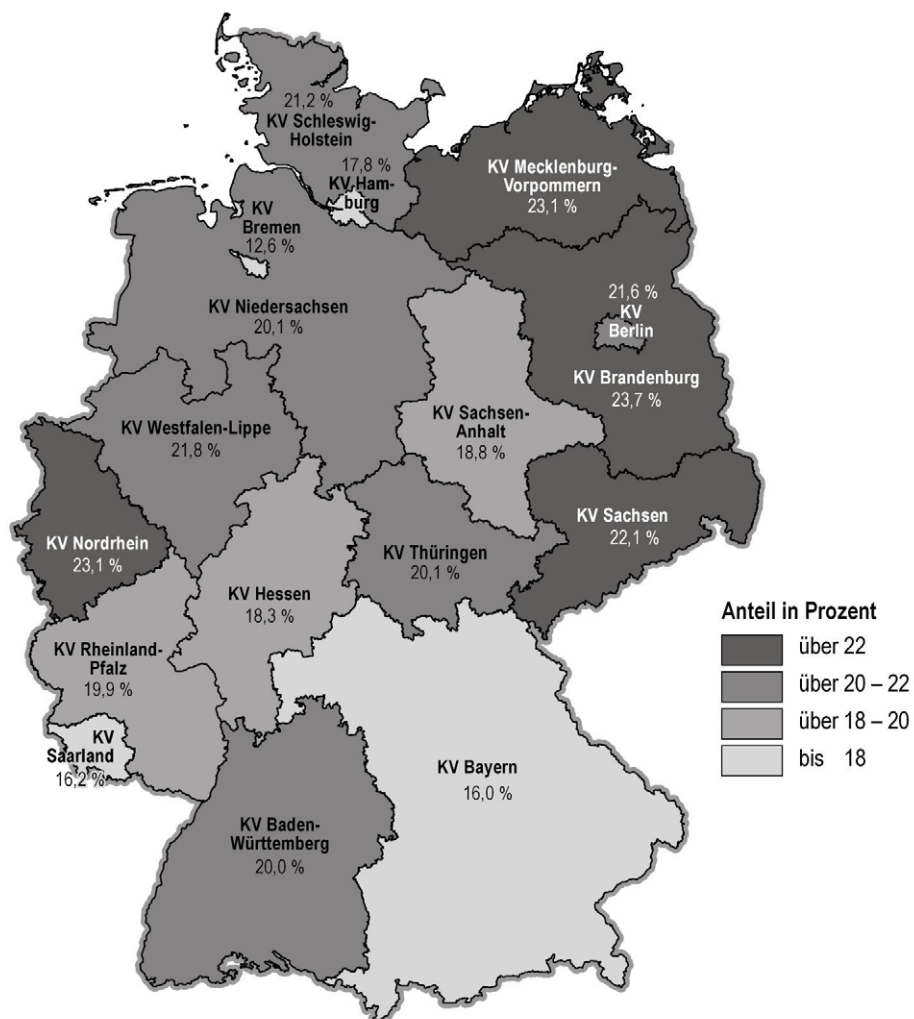 21,2 %
KV Schleswig-
Holstein
17,8 %
KV Ham-
burg
KV Mecklenburg-
Vorpommern
23,1 %
KV
Bremen
12,6 %
KV Niedersachsen
20,1 %
21,6 %
KV
Berlin
KV Brandenburg
23,7 %
KV Westfalen-Lippe
21,8 %
KV Sachsen-
Anhalt
18,8 %
KV Nordrhein
23,1 %
KV Sachsen
22,1 %
KV Thüringen
20,1 %
KV Hessen
18,3 %
KV Rheinland-
Pfalz
19,9 %
KV
Saarland
16,2 %
KV Bayern
16,0 %
KV Baden-
Württemberg
20,0 %
Anteil in Prozent
über 22
über 20 – 22
über 18 – 20
bis 18